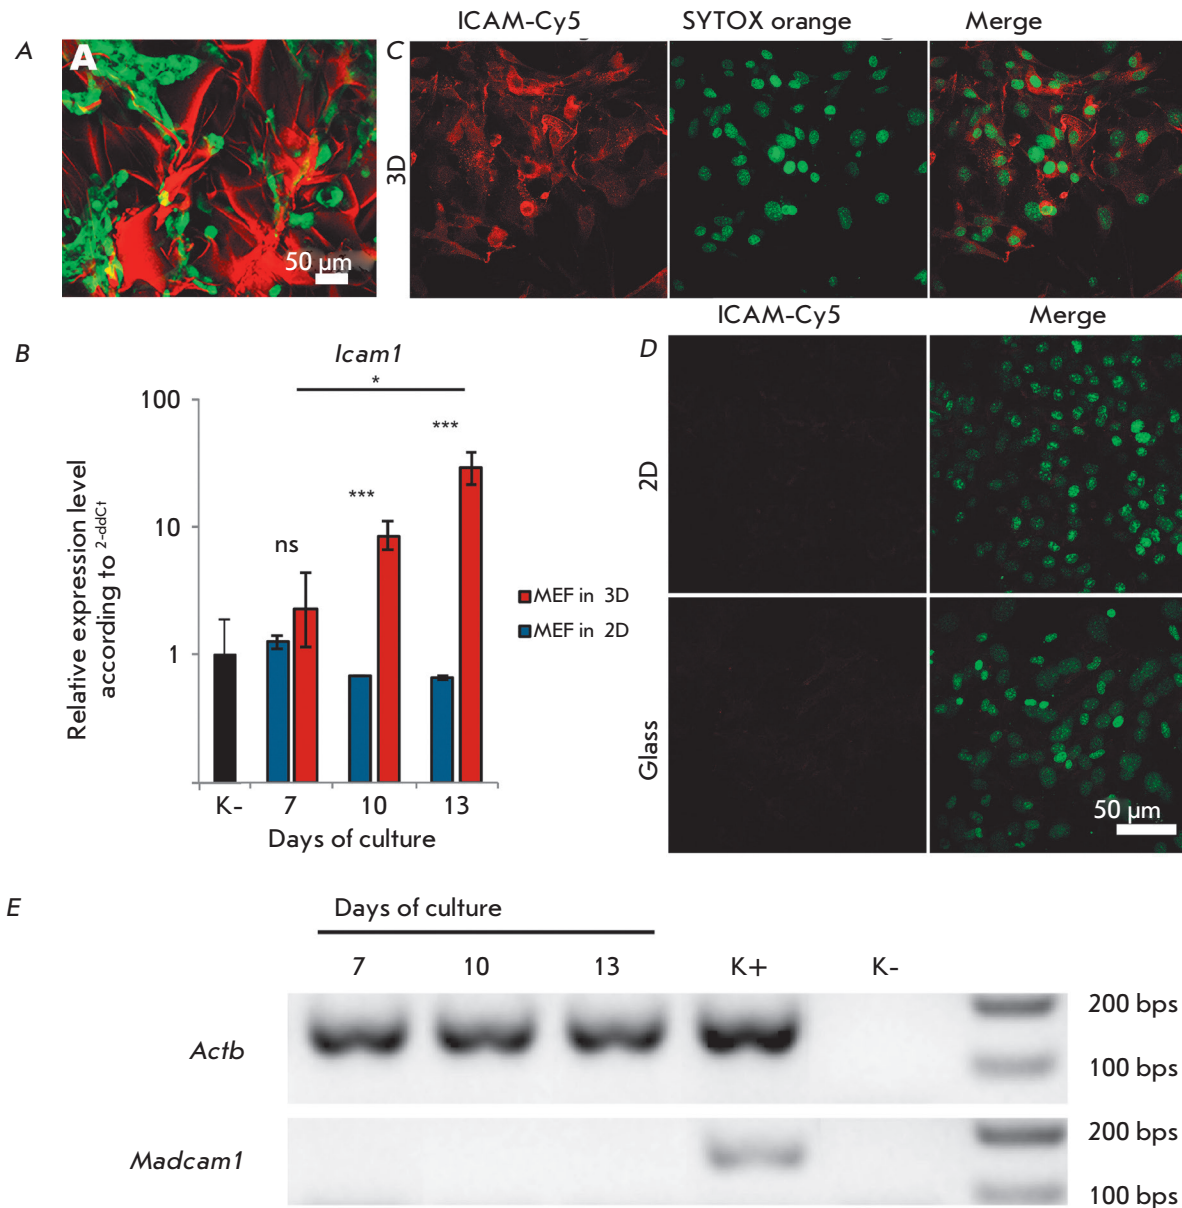 A
A
50 µm
C
ICAM-Cy5
SYTOX orange
Merge
3D
B
Icam1
*
***
***
ns
100
10
1
Relative expression level
according to 2-ddCt
MEF in 3D
MEF in 2D
K-
7
10
13
Days of culture
ICAM-Cy5
Merge
D
2D
Glass
50 µm
E
Days of culture
7
10
13
K+
K-
Actb
200 bps
100 bps
Madcam1
200 bps
100 bps